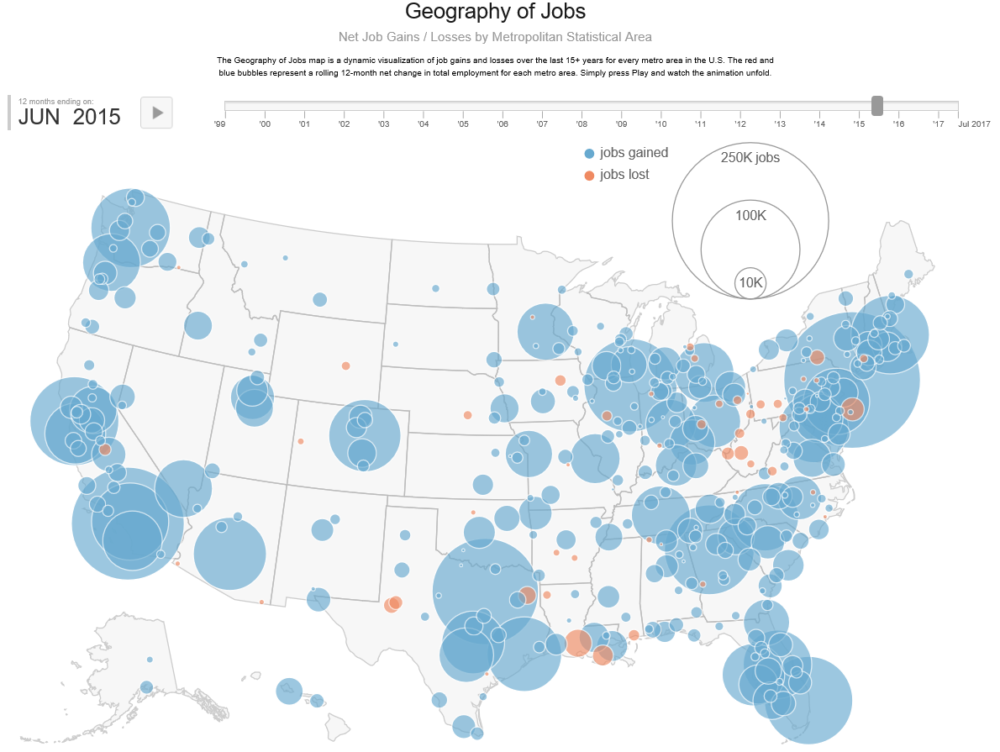 Geography of Jobs
Net Job Gains / Losses by Metropolitan Statistical Area
The Geography of Jobs map is a dynamic visualization of job gains and losses over the last 15+ years for every metro area in the U.S. The red and
blue bubbles represent a rolling 12-month net change in total employment for each metro area. Simply press Play and watch the animation unfold.
12 months ending on:
JUN 2015
'99 '00 '01 '02 '03 '04 '05 '06 '07 '08 '09 '10 '11 '12 '13 '14 '15 '16 '17 Jul 2017
jobs gained
jobs lost
250K jobs
100K
10K